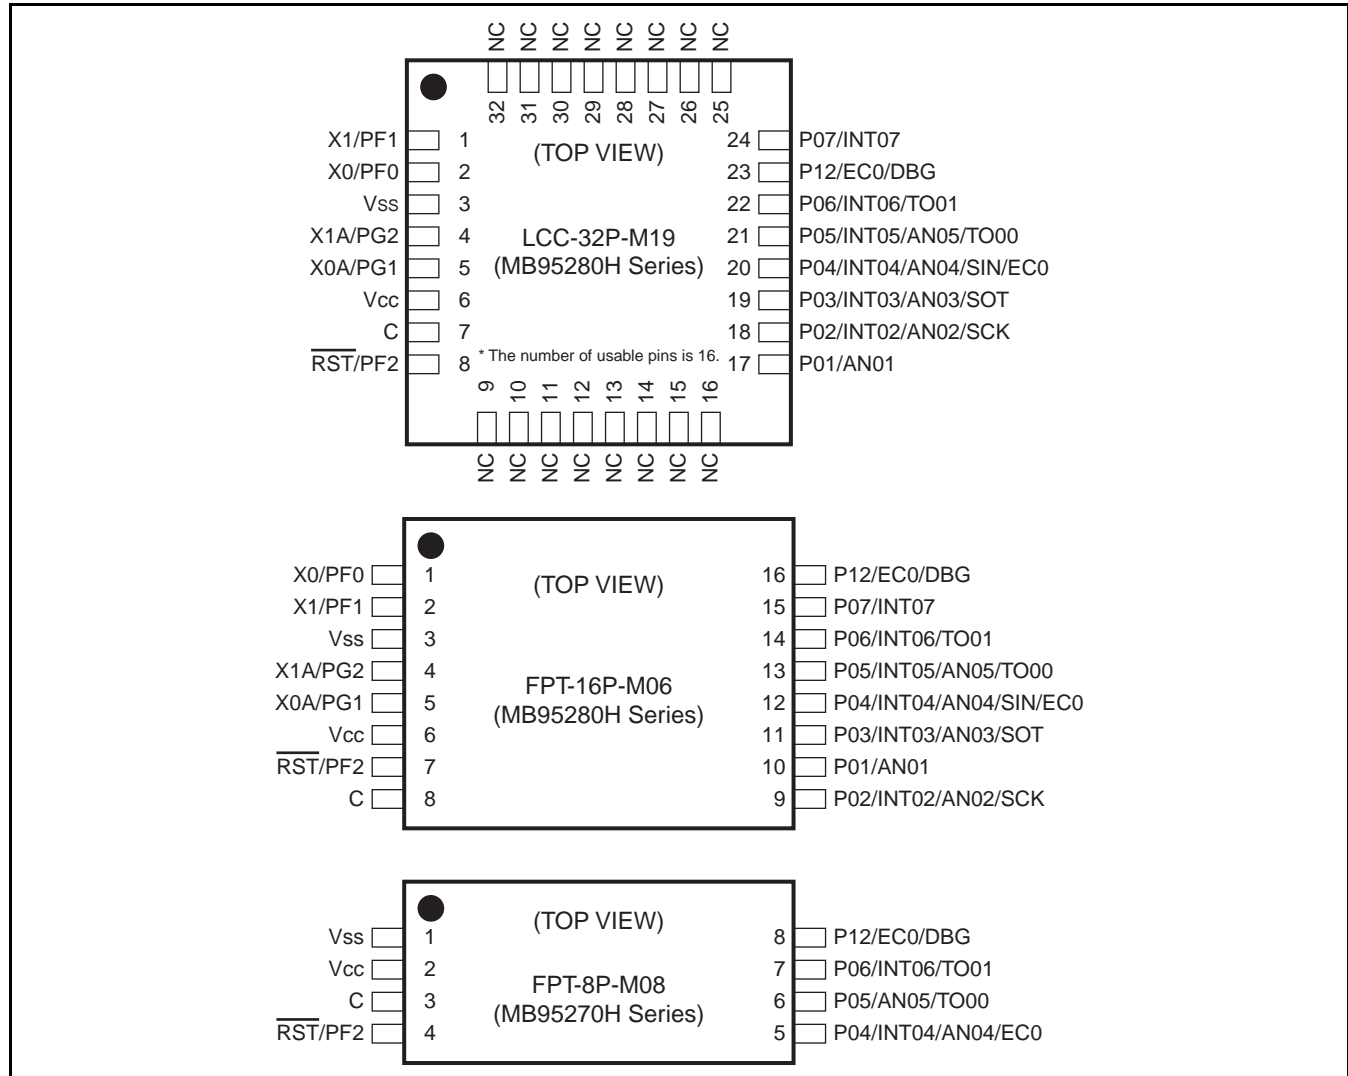 NC NC NC NC NC NC NC NC
32 31 30 29 28 27 26 25
X1/PF1 1 (TOP VIEW) 24 P07/INT07
X0/PF0 2 23 P12/EC0/DBG
Vss 3 22 P06/INT06/TO01
X1A/PG2 4 LCC-32P-M19 21 P05/INT05/AN05/TO00
X0A/PG1 5 (MB95280H Series) 20 P04/INT04/AN04/SIN/EC0
Vcc 6 19 P03/INT03/AN03/SOT
C 7 18 P02/INT02/AN02/SCK
RST/PF2 8 * The number of usable pins is 16. 17 P01/AN01
9 10 11 12 13 14 15 16
NC NC NC NC NC NC NC NC
X0/PF0 1 (TOP VIEW) 16 P12/EC0/DBG
X1/PF1 2 15 P07/INT07
Vss 3 14 P06/INT06/TO01
X1A/PG2 4 13 P05/INT05/AN05/TO00
X0A/PG1 5 FPT-16P-M06 12 P04/INT04/AN04/SIN/EC0
Vcc 6 (MB95280H Series) 11 P03/INT03/AN03/SOT
RST/PF2 7 10 P01/AN01
C 8 9 P02/INT02/AN02/SCK
Vss 1 (TOP VIEW) 8 P12/EC0/DBG
Vcc 2 7 P06/INT06/TO01
C 3 FPT-8P-M08 6 P05/AN05/TO00
RST/PF2 4 (MB95270H Series) 5 P04/INT04/AN04/EC0